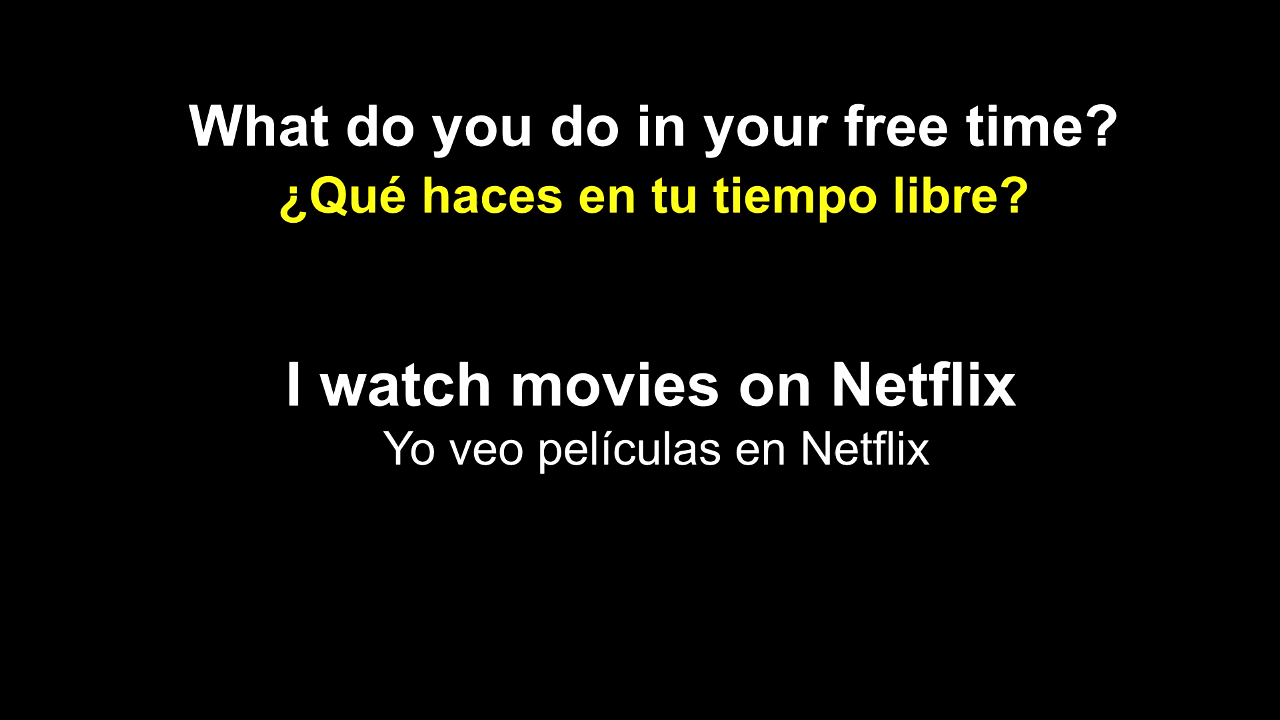 What do you do in your free time?
¿Qué haces en tu tiempo libre?
I watch movies on Netflix
Yo veo películas en Netflix